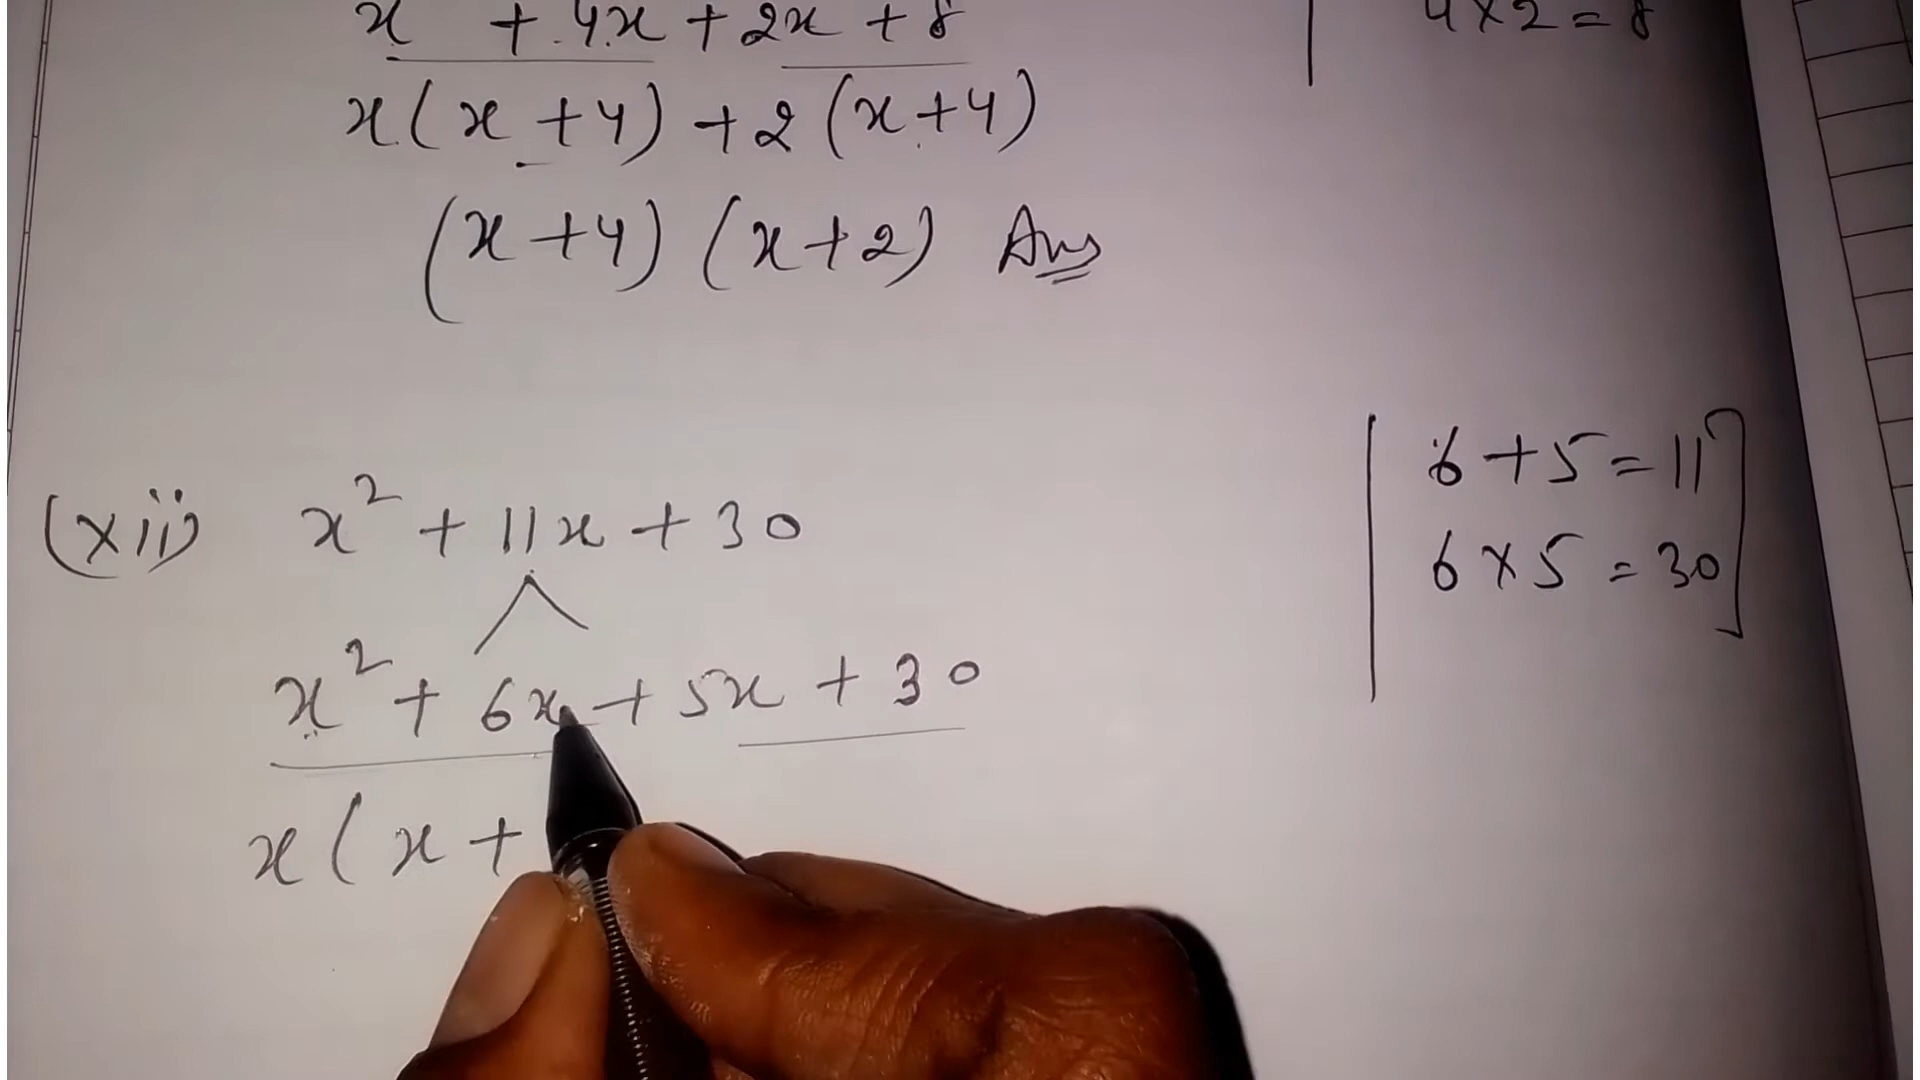 x + 4x + 2x + 8
4 x 2 = 8
x ( x + 4 ) + 2 ( x + 4 )
( x + 4 ) ( x + 2 ) Ans
(xii) x² + 11x + 30
6 + 5 = 11
6 x 5 = 30
x² + 6x + 5x + 30
x ( x +